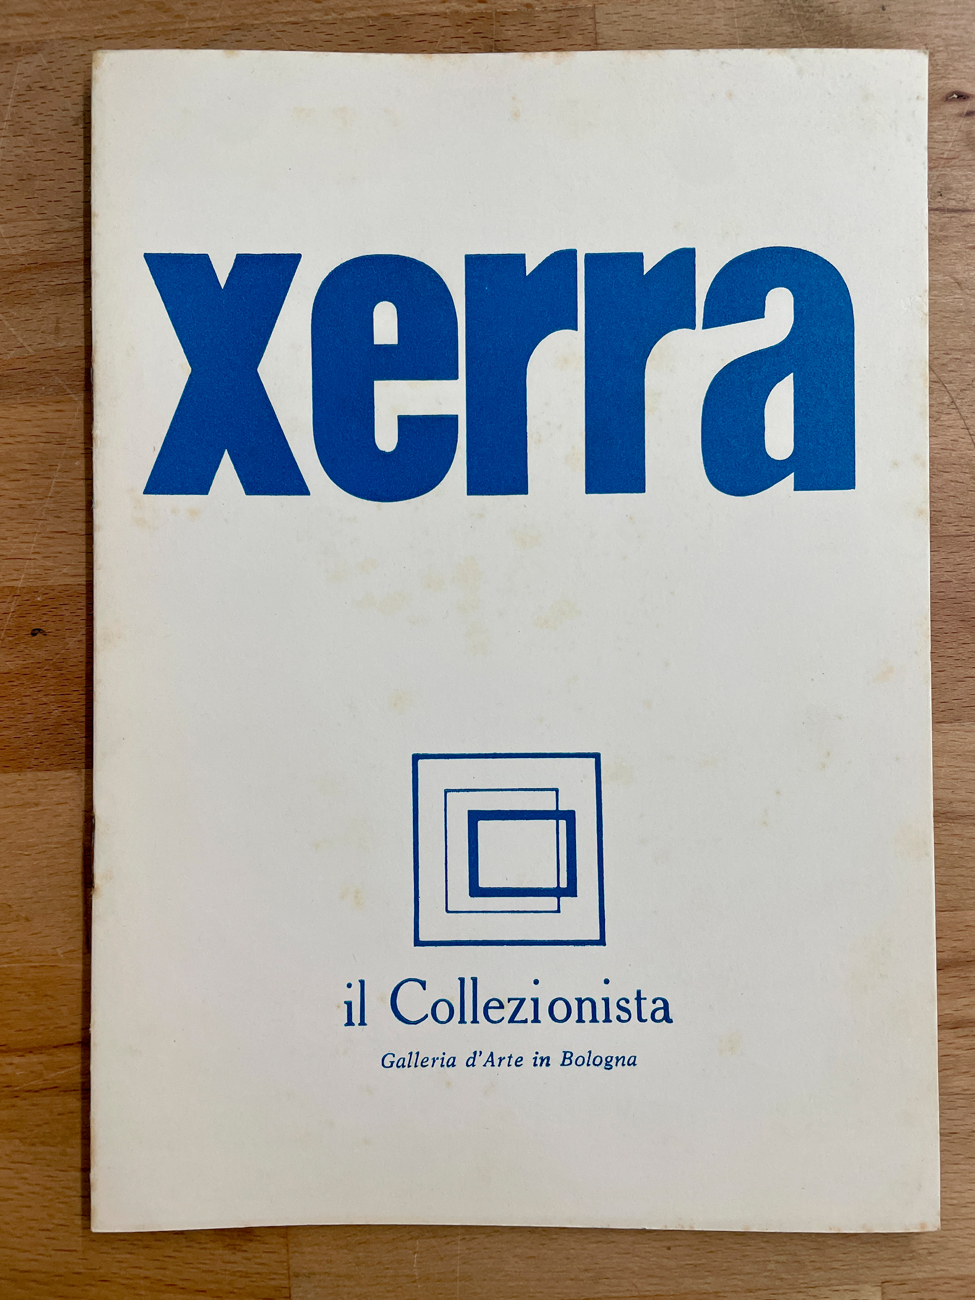 xerra
il Collezionista
Galleria d'Arte in Bologna